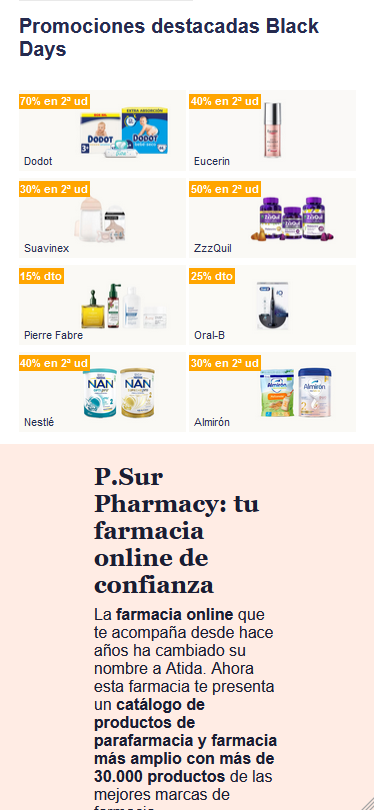 Promociones destacadas Black
Days
70% en 2ª ud
40% en 2ª ud
DODOT
DODOT
Dodot
Eucerin
30% en 2ª ud
50% en 2ª ud
ZzzQuil
Suavinex
ZzzQuil
15% dto
25% dto
Pierre Fabre
Oral-B
40% en 2ª ud
30% en 2ª ud
NAN
NAN
Almirón
Almirón
Nestlé
Almirón
P.Sur
Pharmacy: tu
farmacia
online de
confianza
La farmacia online que
te acompaña desde hace
años ha cambiado su
nombre a Atida. Ahora
esta farmacia te presenta
un catálogo de
productos de
parafarmacia y farmacia
más amplio con más de
30.000 productos de las
mejores marcas de
farmacia